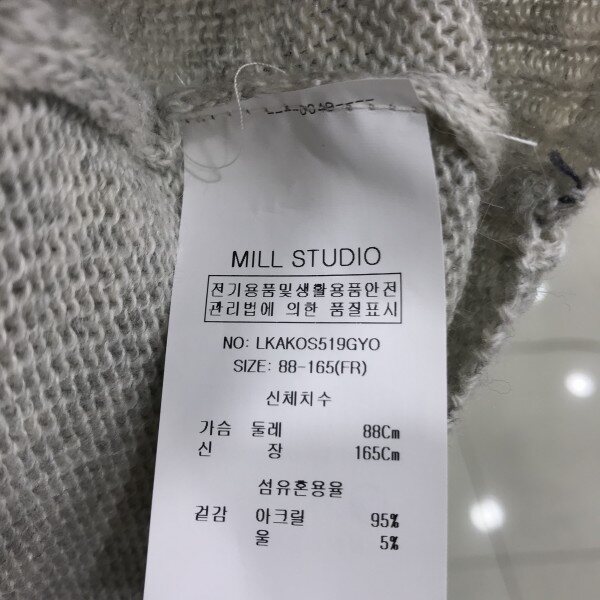 MILL STUDIO
전기용품및생활용품안전
관리법에 의한 품질표시
NO: LKAKOS519GYO
SIZE: 88-165(FR)
신체치수
가슴 둘레 88Cm
신 장 165Cm
섬유혼용율
겉감 아크릴 95%
울 5%